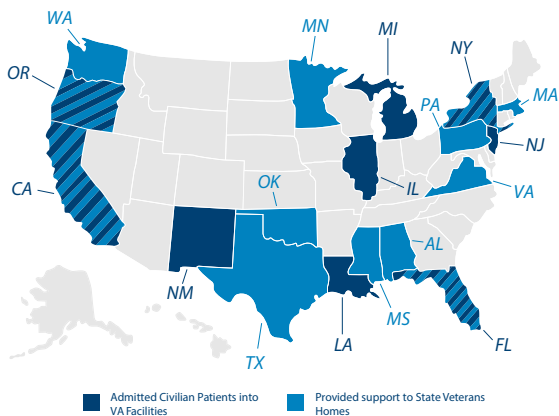 WA
MN
MI
OR
NY
PA
MA
NJ
CA
OK
IL
VA
AL
NM
MS
LA
FL
TX
Admitted Civilian Patients into
VA Facilities
Provided support to State Veterans
Homes